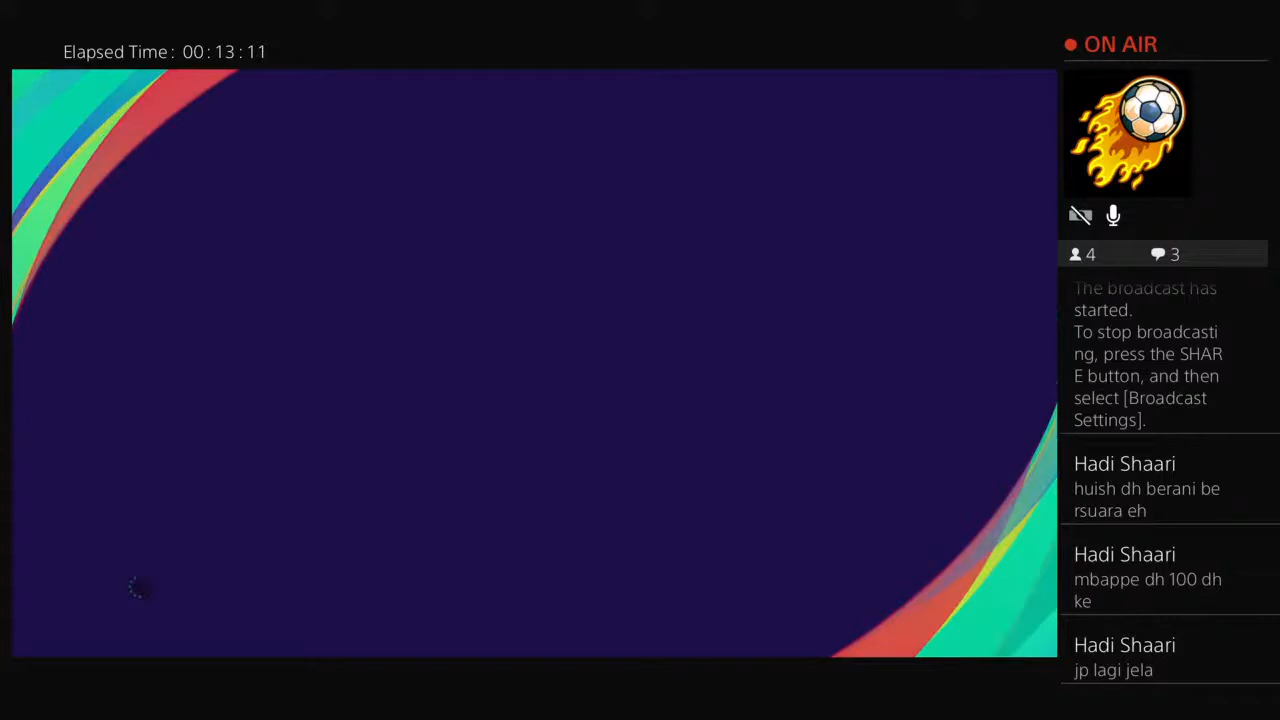 Elapsed Time: 00:13:11
ON AIR
4 3
The broadcast has
started.
To stop broadcasti
ng, press the SHAR
E button, and then
select [Broadcast
Settings].
Hadi Shaari
huish dh berani be
rsuara eh
Hadi Shaari
mbappe dh 100 dh
ke
Hadi Shaari
jp lagi jela